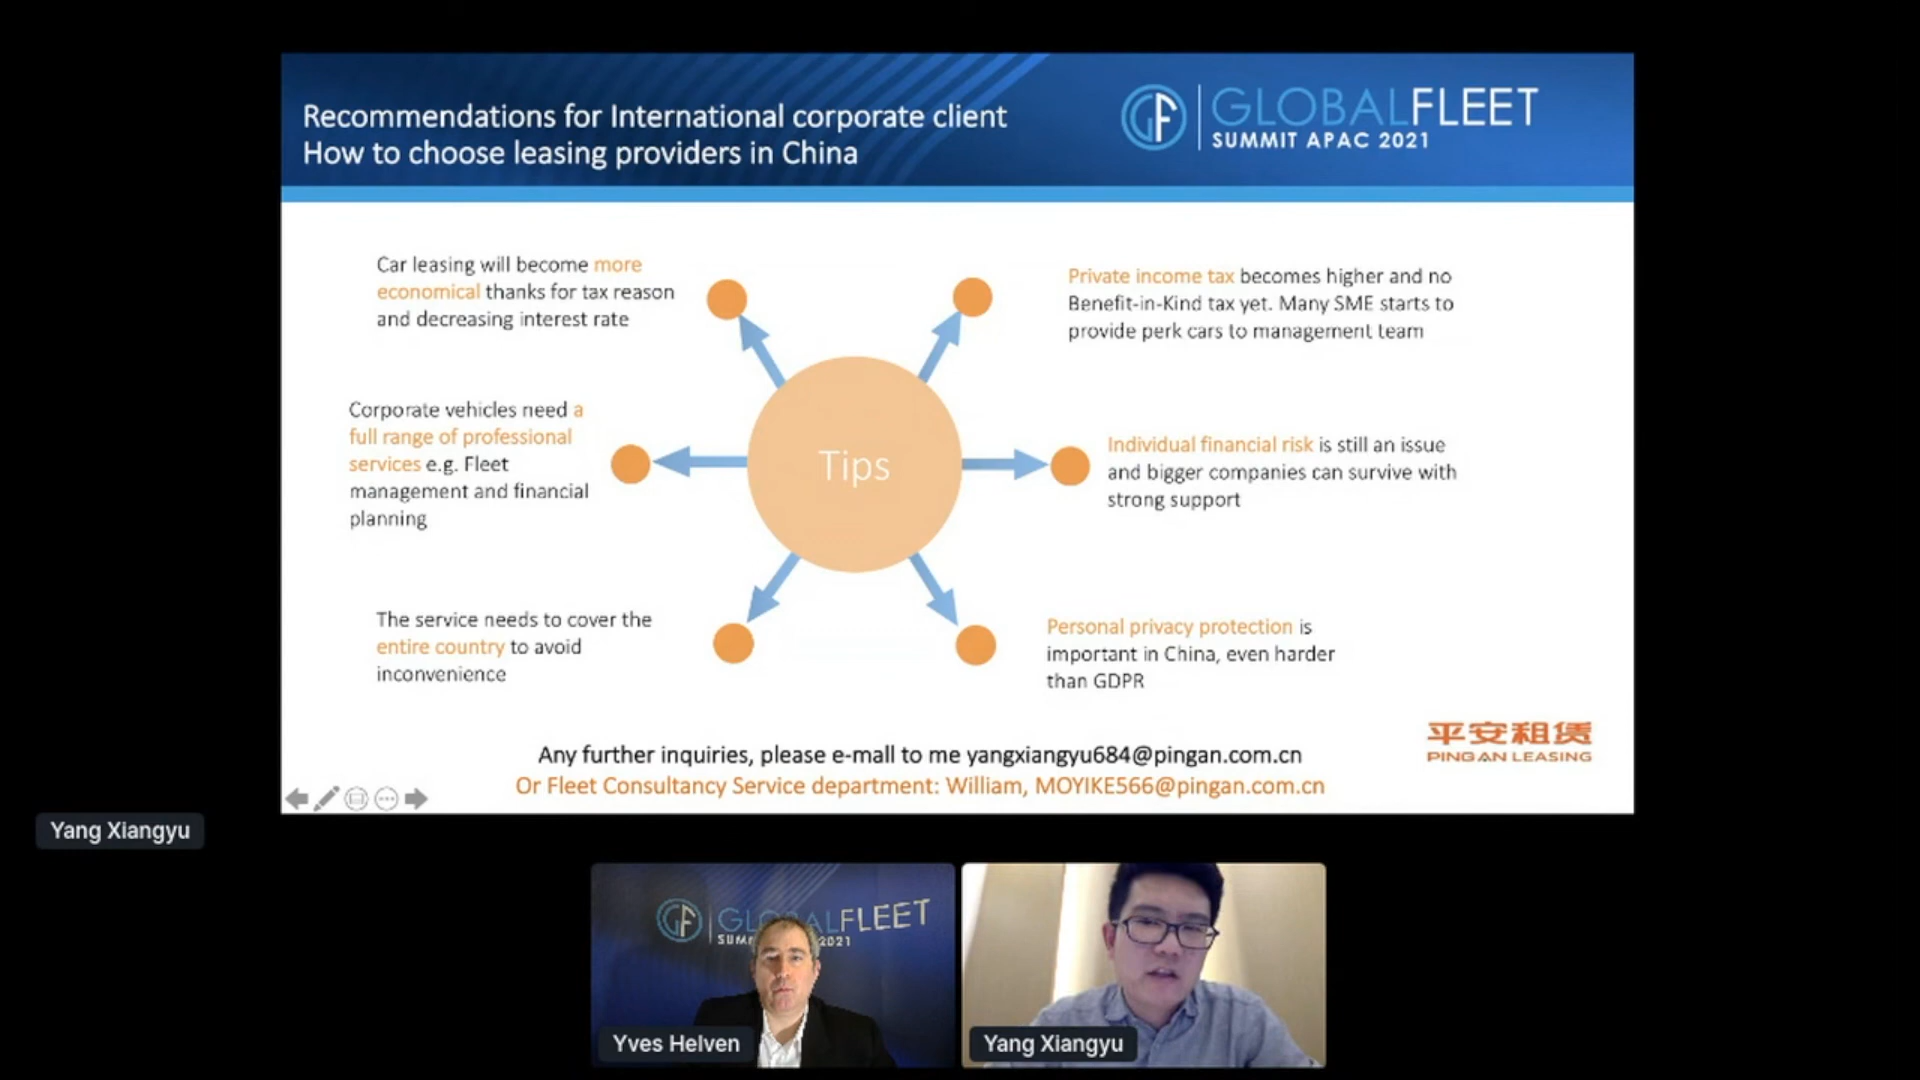 Recommendations for International corporate client
How to choose leasing providers in China
GF GLOBALFLEET
SUMMIT APAC 2021
Car leasing will become more
economical thanks for tax reason
and decreasing interest rate
Private income tax becomes higher and no
Benefit-in-Kind tax yet. Many SME starts to
provide perk cars to management team
Corporate vehicles need a
full range of professional
services e.g. Fleet
management and financial
planning
Tips
Individual financial risk is still an issue
and bigger companies can survive with
strong support
The service needs to cover the
entire country to avoid
inconvenience
Personal privacy protection is
important in China, even harder
than GDPR
平安租赁
PINGAN LEASING
Any further inquiries, please e-mall to me yangxiangyu684@pingan.com.cn
Or Fleet Consultancy Service department: William, MOYIKE566@pingan.com.cn
Yang Xiangyu
GF GLOBALFLEET
2021
Yves Helven
Yang Xiangyu